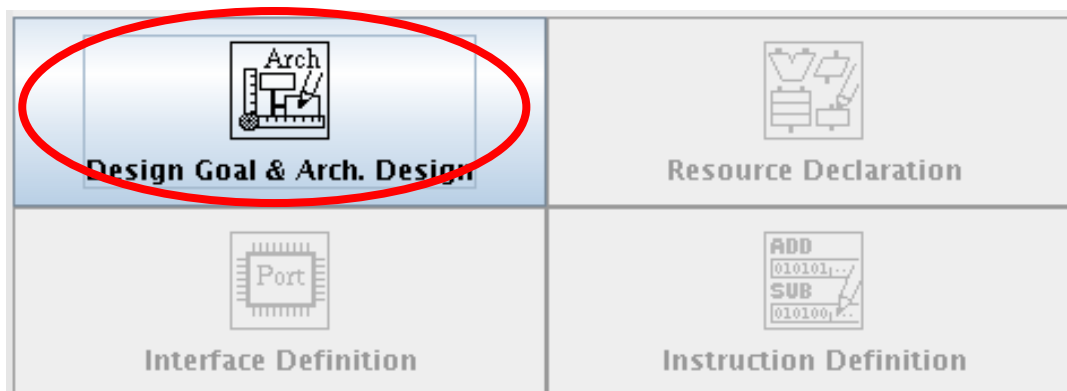 Arch
Design Goal & Arch. Design
Resource Declaration
Port
Interface Definition
ADD
010101...
SUB
010100...
Instruction Definition